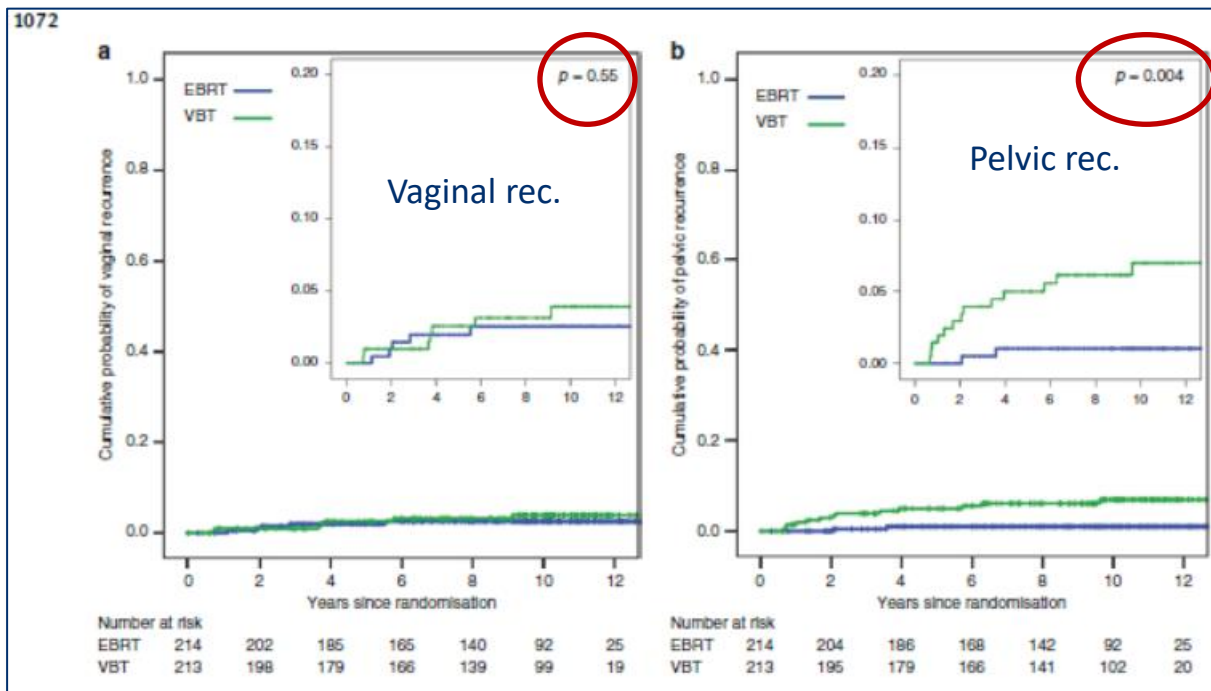 1072
a
Cumulative probability of vaginal recurrence
1.0
0.8
0.6
0.4
0.2
0.0
EBRT
VBT
p = 0.55
Vaginal rec.
0.20
0.15
0.10
0.05
0.00
0 2 4 6 8 10 12
0 2 4 6 8 10 12
Years since randomisation
Number at risk
EBRT 214 202 185 165 140 92 25
VBT 213 198 179 166 139 99 19
b
Cumulative probability of pelvic recurrence
1.0
0.8
0.6
0.4
0.2
0.0
EBRT
VBT
p = 0.004
Pelvic rec.
0.20
0.15
0.10
0.05
0.00
0 2 4 6 8 10 12
0 2 4 6 8 10 12
Years since randomisation
Number at risk
EBRT 214 204 186 168 142 92 25
VBT 213 195 179 166 141 102 20